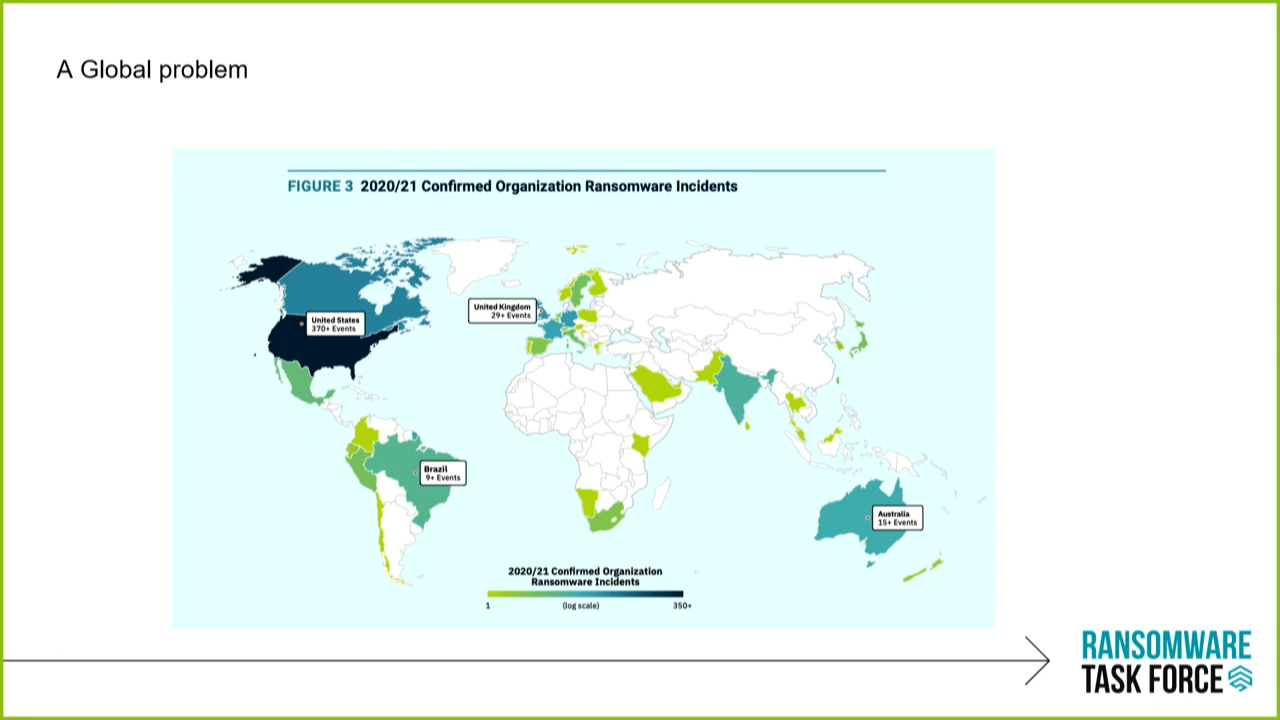 A Global problem
FIGURE 3 2020/21 Confirmed Organization Ransomware Incidents
United States
370+ Events
United Kingdom
29+ Events
Brazil
9+ Events
Australia
15+ Events
2020/21 Confirmed Organization
Ransomware Incidents
1 (log scale) 350+
RANSOMWARE
TASK FORCE